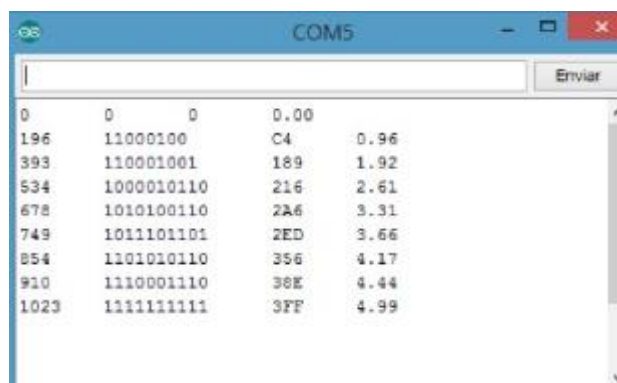 COM5
Enviar
0 0 0 0.00
196 11000100 C4 0.96
393 110001001 189 1.92
534 1000010110 216 2.61
678 1010100110 2A6 3.31
749 1011101101 2ED 3.66
854 1101010110 356 4.17
910 1110001110 38E 4.44
1023 1111111111 3FF 4.99